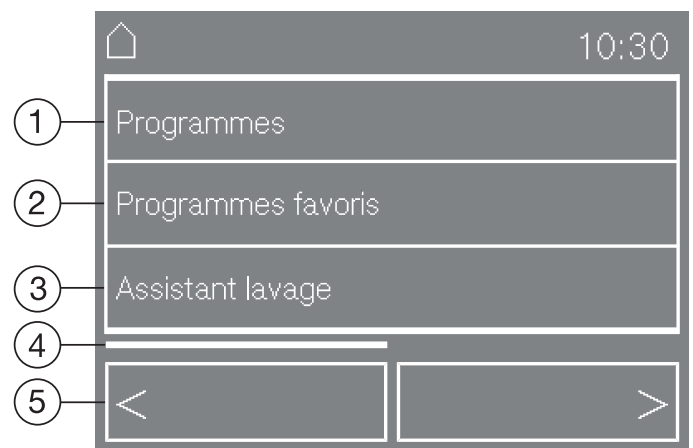 10:30
① Programmes
② Programmes favoris
③ Assistant lavage
④
⑤ < >